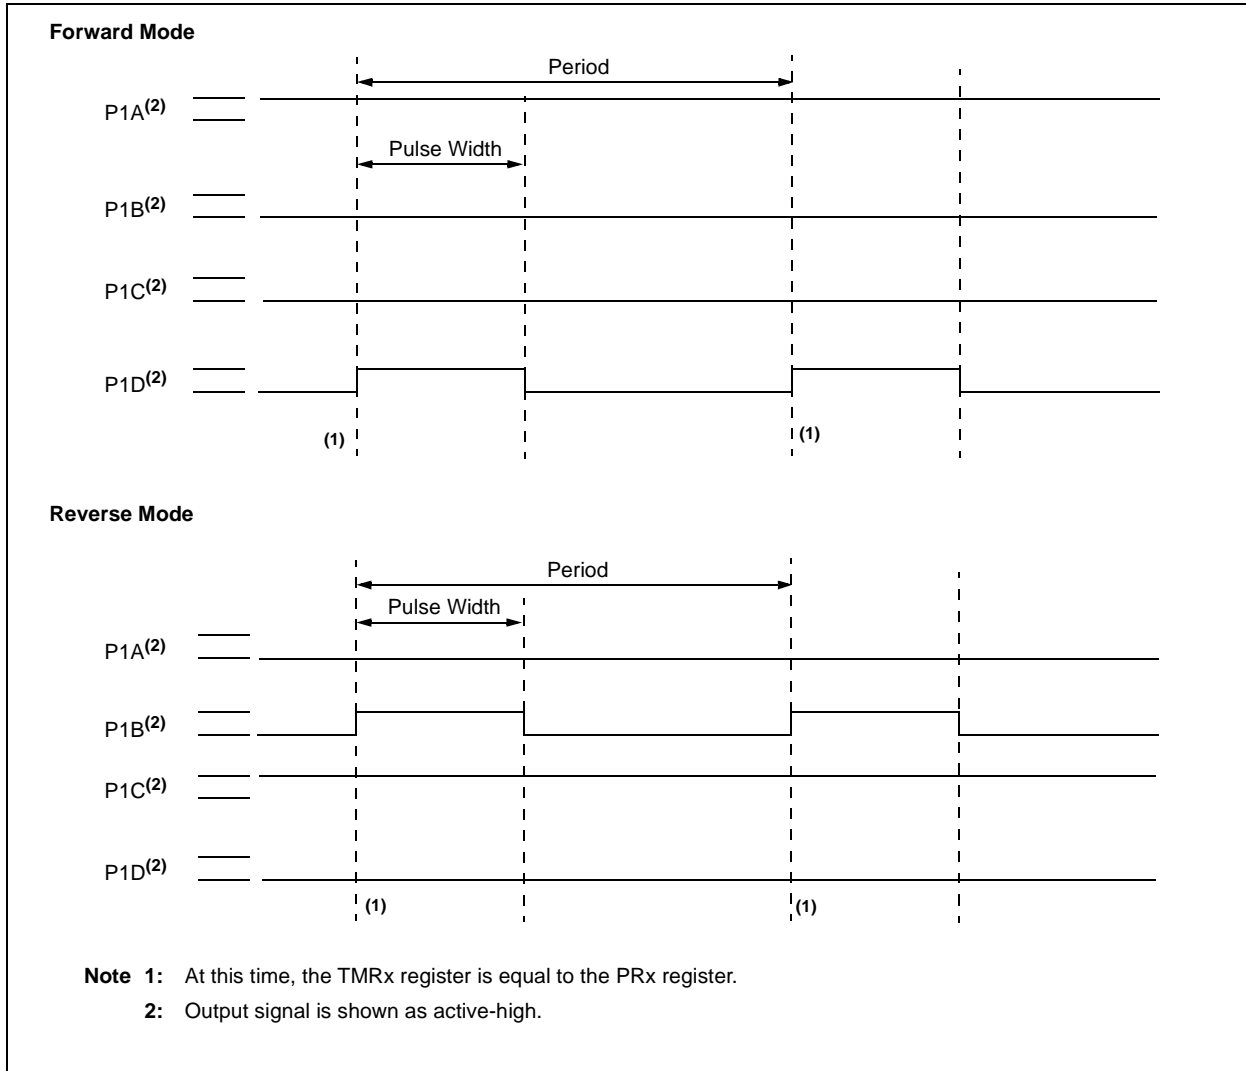 Forward Mode
Period
P1A(2)
Pulse Width
P1B(2)
P1C(2)
P1D(2)
(1)
(1)
Reverse Mode
Period
Pulse Width
P1A(2)
P1B(2)
P1C(2)
P1D(2)
(1)
(1)
Note 1: At this time, the TMRx register is equal to the PRx register.
2: Output signal is shown as active-high.